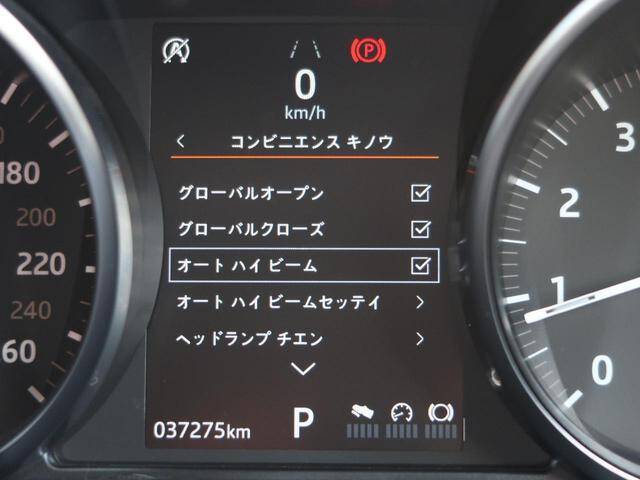 0
km/h
コンビニエンス キノウ
グローバルオープン
グローバルクローズ
オート ハイ ビーム
オート ハイ ビームセッテイ
ヘッドランプ チエン
037275km
P
180
200
220
240
3
2
1
0
A
P